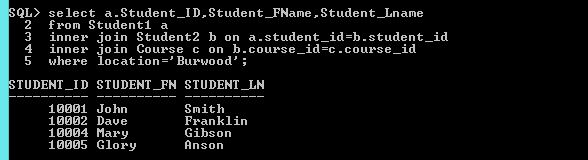 SQL> select a.Student_ID,Student_FName,Student_Lname
2 from Student1 a
3 inner join Student2 b on a.student_id=b.student_id
4 inner join Course c on b.course_id=c.course_id
5 where location='Burwood';
STUDENT_ID STUDENT_FN STUDENT_LN
---------- ---------- ----------
10001 John Smith
10002 Dave Franklin
10004 Mary Gibson
10005 Glory Anson